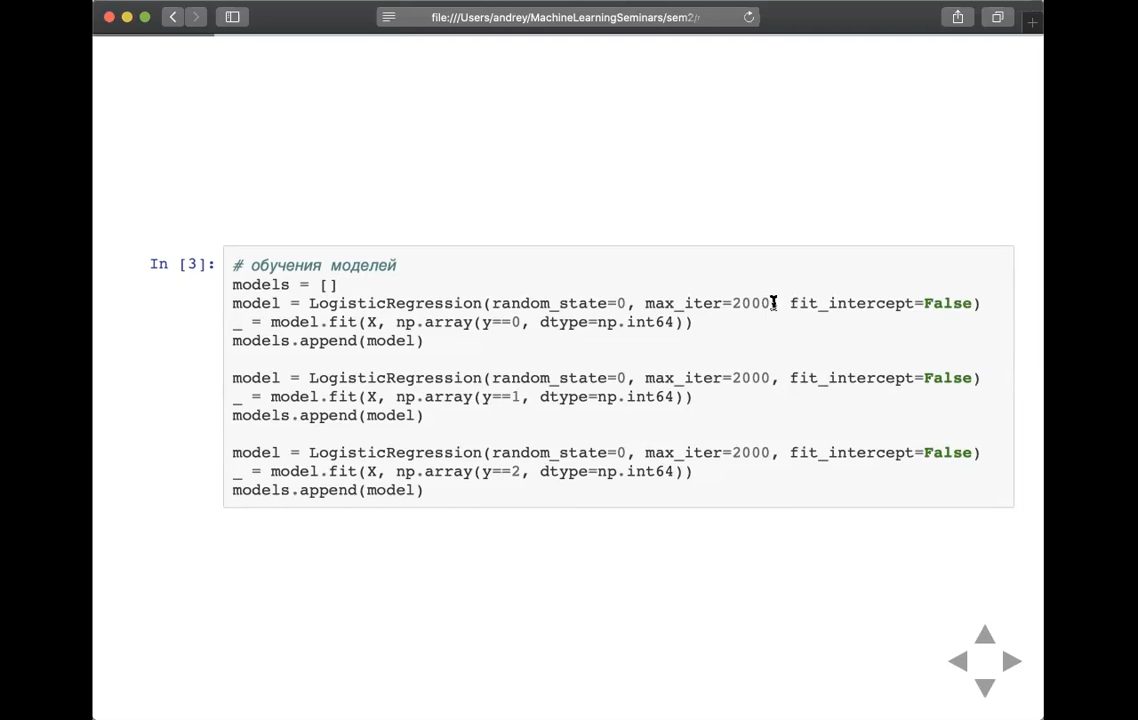 file:///Users/andrey/MachineLearningSeminars/sem2/
In [3]:
# обучения моделей
models = []
model = LogisticRegression(random_state=0, max_iter=2000, fit_intercept=False)
_ = model.fit(X, np.array(y==0, dtype=np.int64))
models.append(model)
model = LogisticRegression(random_state=0, max_iter=2000, fit_intercept=False)
_ = model.fit(X, np.array(y==1, dtype=np.int64))
models.append(model)
model = LogisticRegression(random_state=0, max_iter=2000, fit_intercept=False)
_ = model.fit(X, np.array(y==2, dtype=np.int64))
models.append(model)